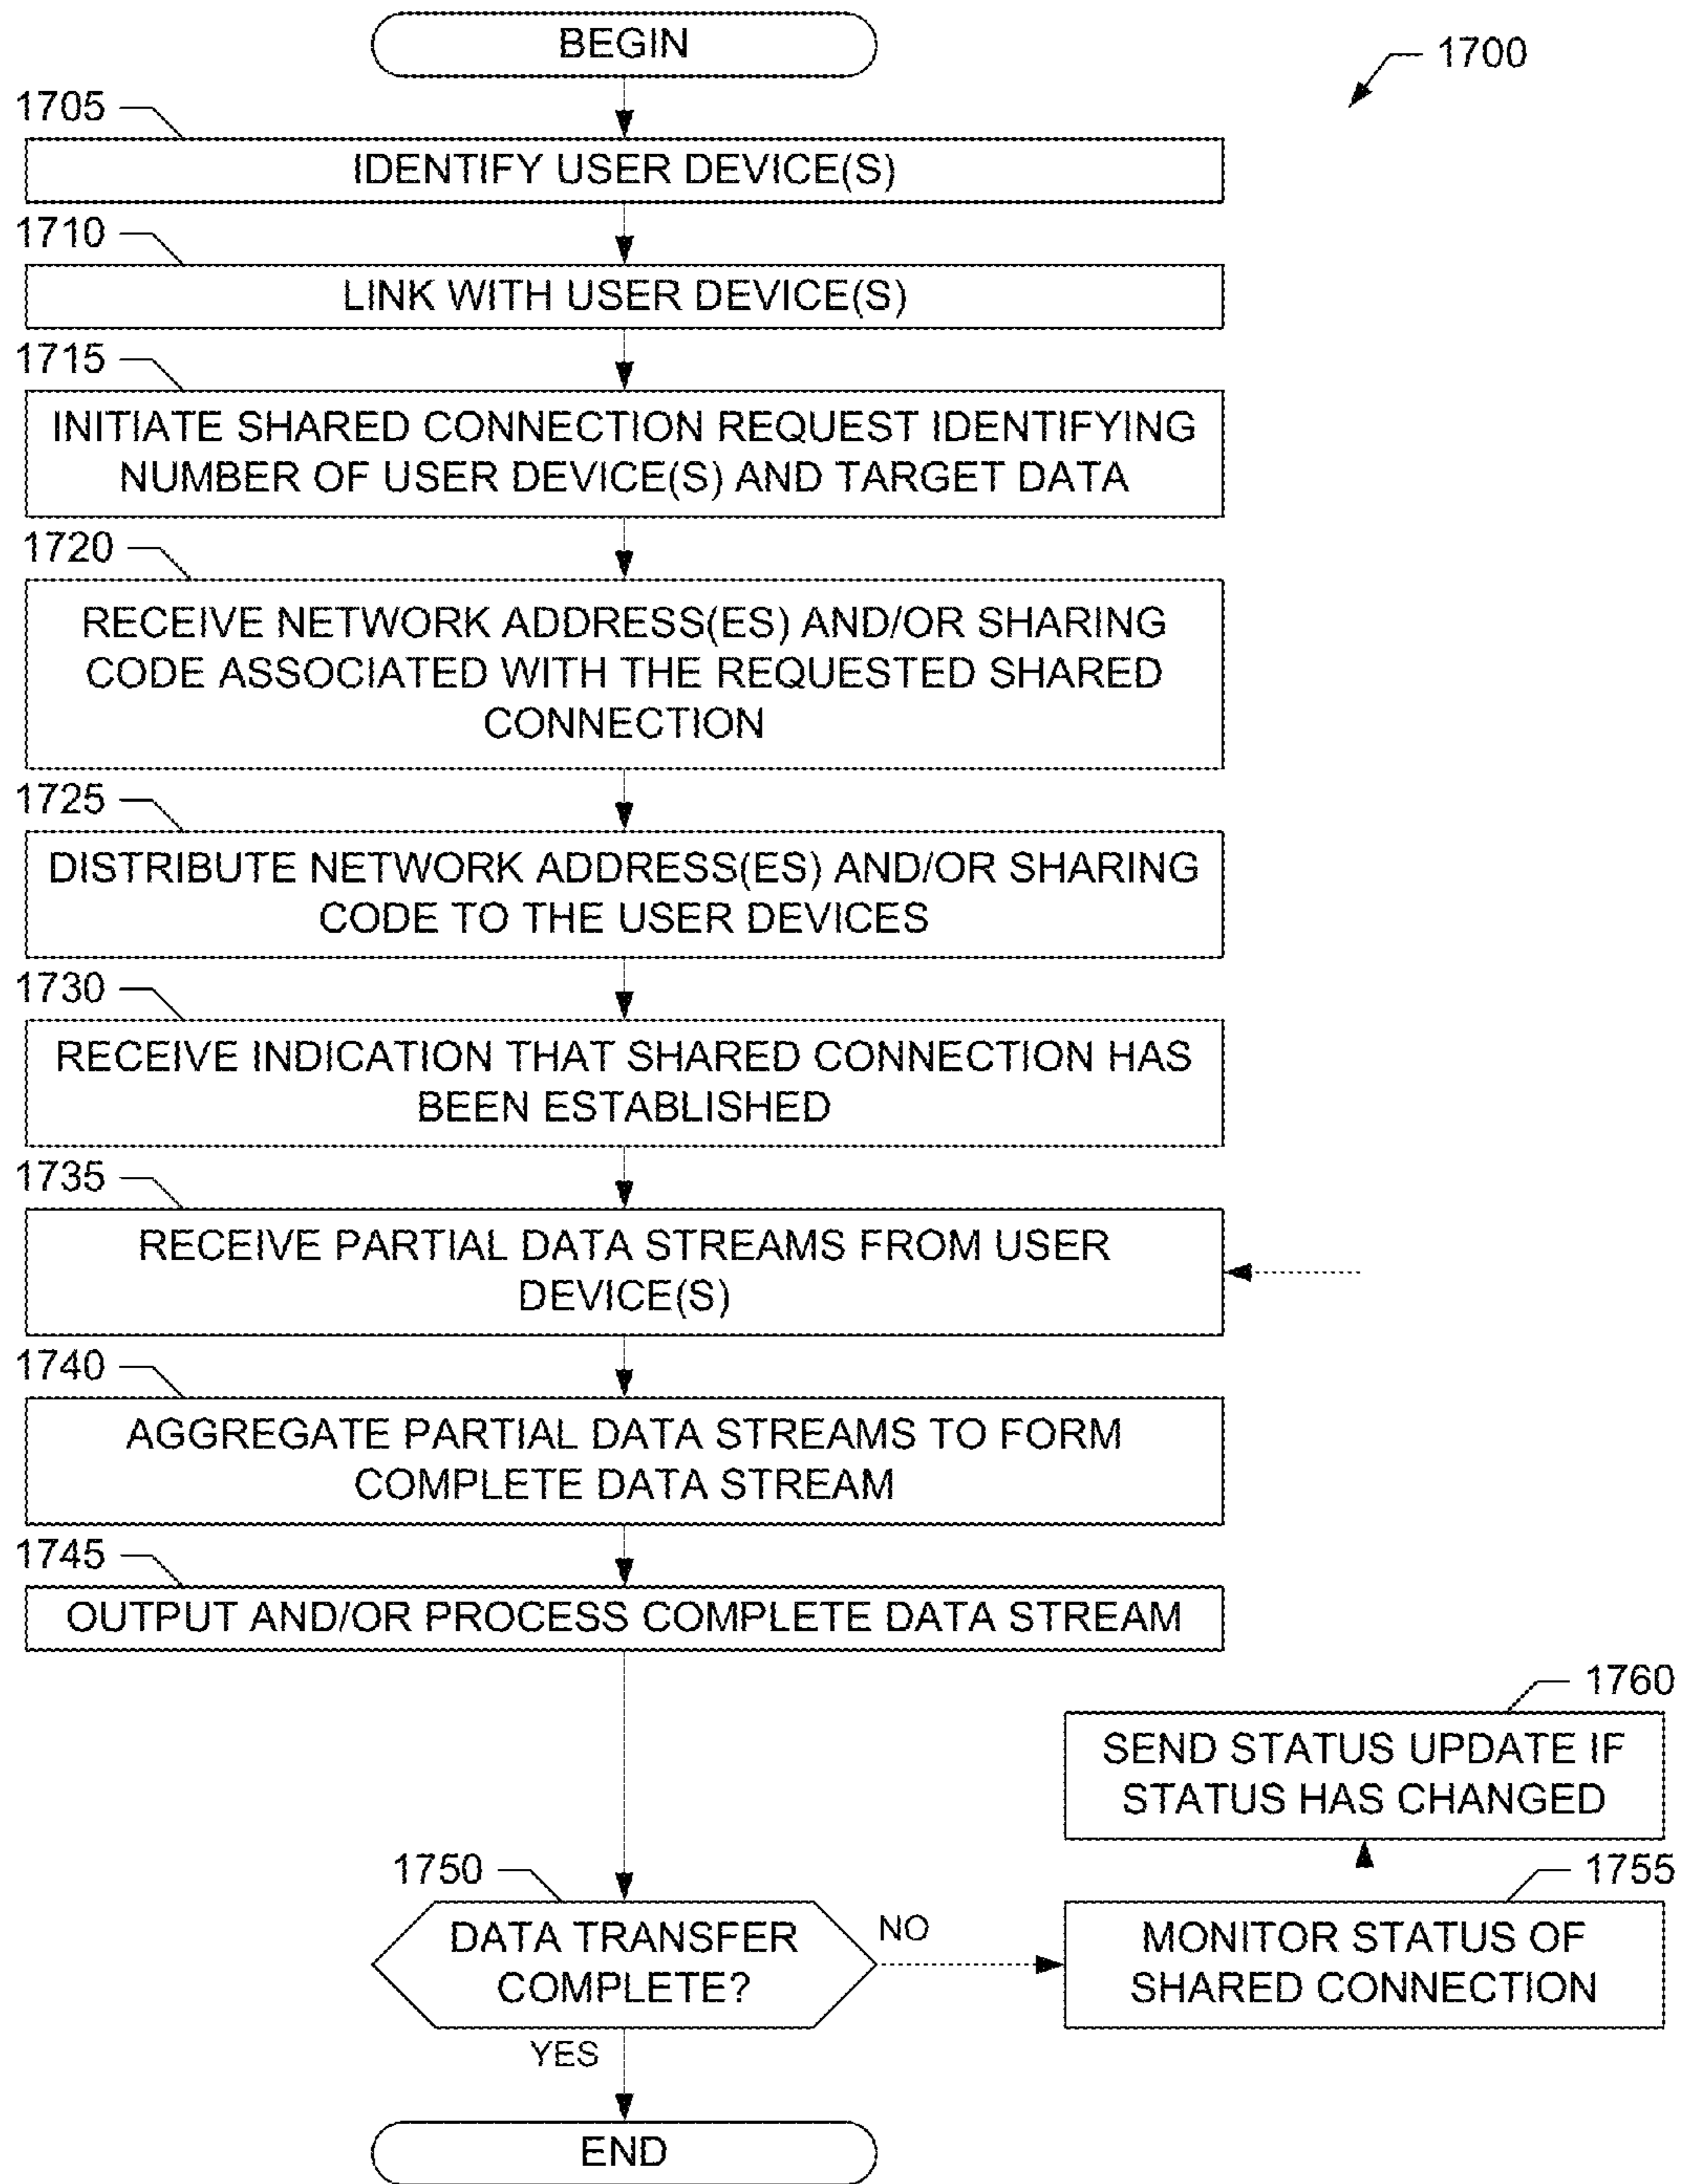 BEGIN
1700
1705
IDENTIFY USER DEVICE(S)
1710
LINK WITH USER DEVICE(S)
1715
INITIATE SHARED CONNECTION REQUEST IDENTIFYING
NUMBER OF USER DEVICE(S) AND TARGET DATA
1720
RECEIVE NETWORK ADDRESS(ES) AND/OR SHARING
CODE ASSOCIATED WITH THE REQUESTED SHARED
CONNECTION
1725
DISTRIBUTE NETWORK ADDRESS(ES) AND/OR SHARING
CODE TO THE USER DEVICES
1730
RECEIVE INDICATION THAT SHARED CONNECTION HAS
BEEN ESTABLISHED
1735
RECEIVE PARTIAL DATA STREAMS FROM USER
DEVICE(S)
1740
AGGREGATE PARTIAL DATA STREAMS TO FORM
COMPLETE DATA STREAM
1745
OUTPUT AND/OR PROCESS COMPLETE DATA STREAM
1760
SEND STATUS UPDATE IF
STATUS HAS CHANGED
1750
DATA TRANSFER
COMPLETE?
NO
1755
MONITOR STATUS OF
SHARED CONNECTION
YES
END